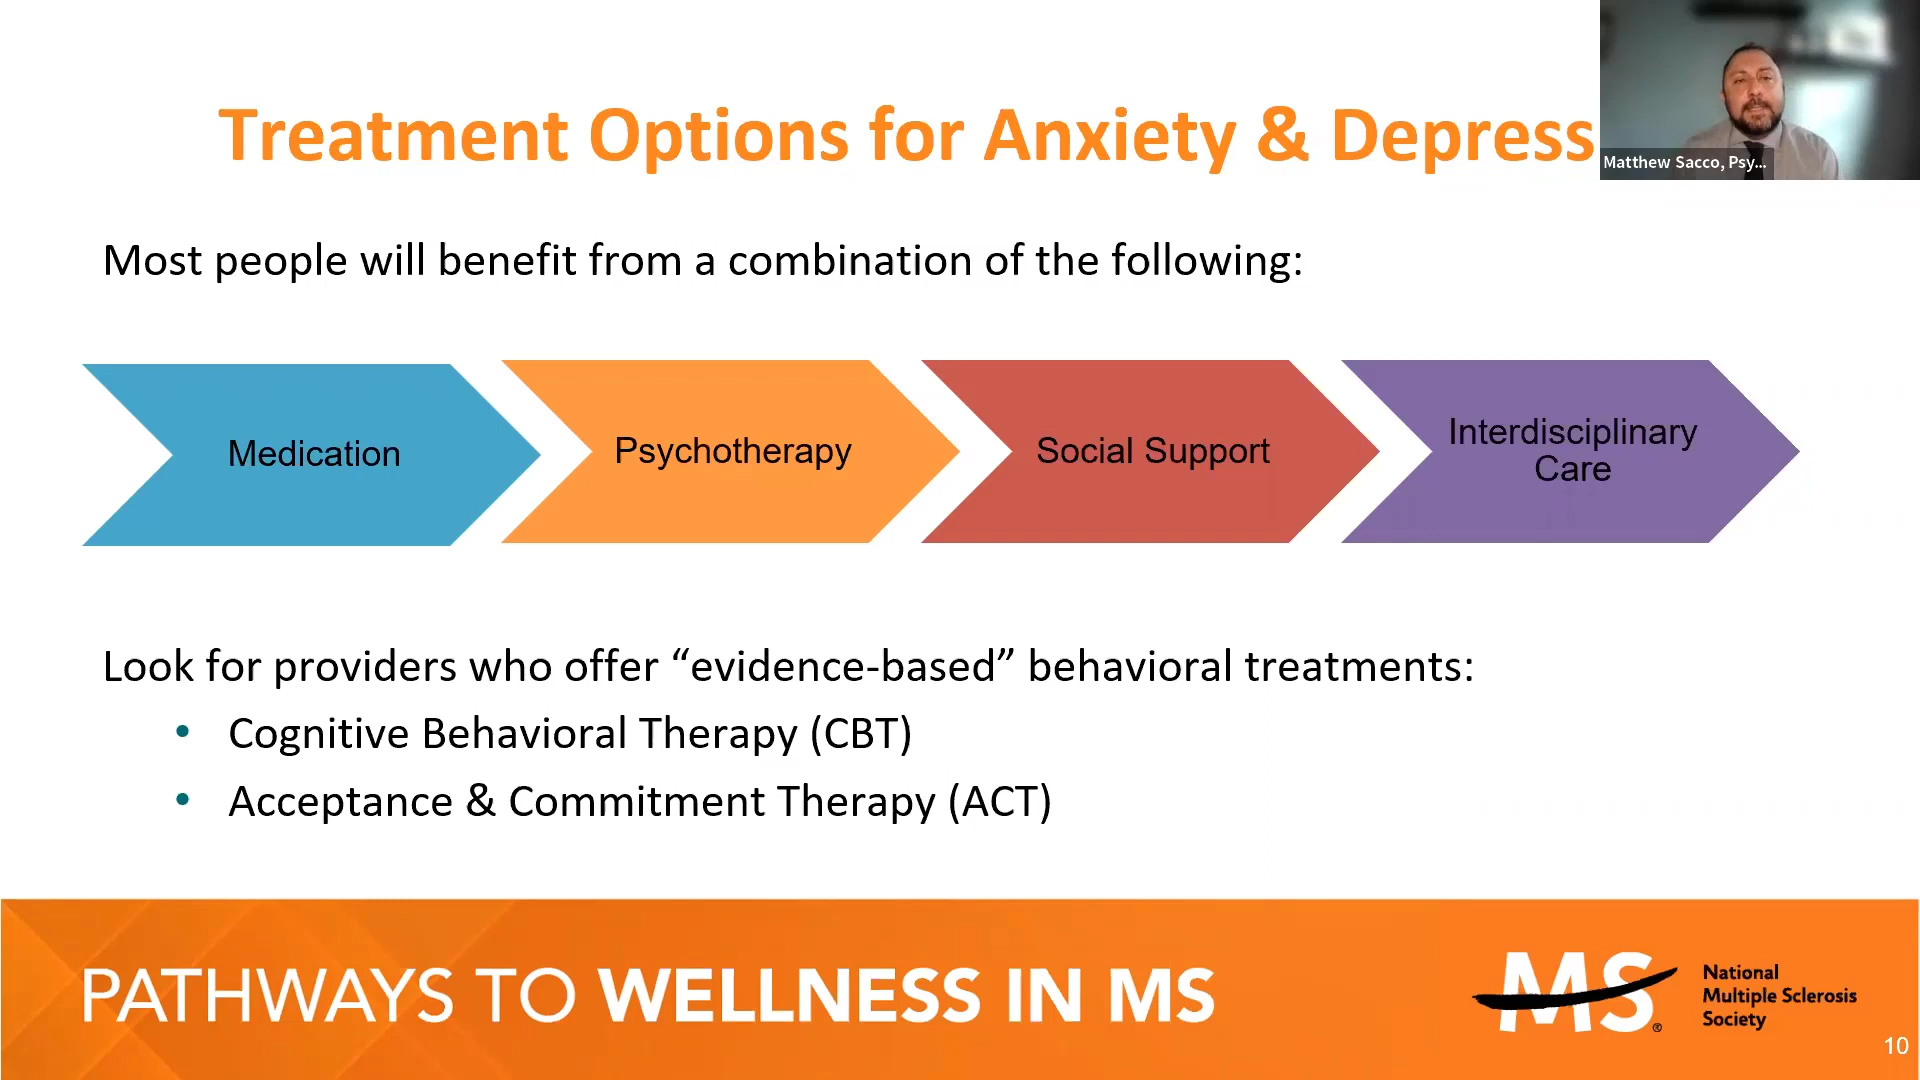 Treatment Options for Anxiety & Depress
Matthew Sacco, Psy...
Most people will benefit from a combination of the following:
Medication
Psychotherapy
Social Support
Interdisciplinary
Care
Look for providers who offer “evidence-based” behavioral treatments:
• Cognitive Behavioral Therapy (CBT)
• Acceptance & Commitment Therapy (ACT)
PATHWAYS TO WELLNESS IN MS
MS®
National
Multiple Sclerosis
Society
10